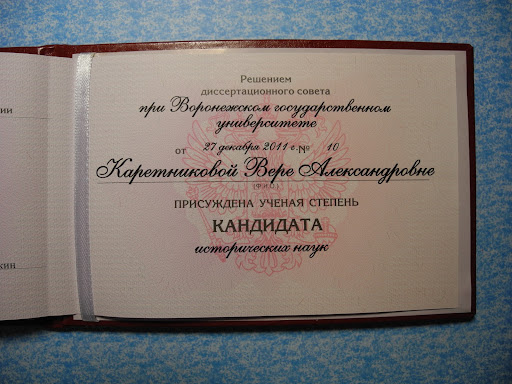 Решением
диссертационного совета
при Воронежском государственном
университете
от 27 декабря 2011 г. № 10
Каретниковой Вере Александровне
(Ф.И.О.)
ПРИСУЖДЕНА УЧЕНАЯ СТЕПЕНЬ
КАНДИДАТА
исторических наук